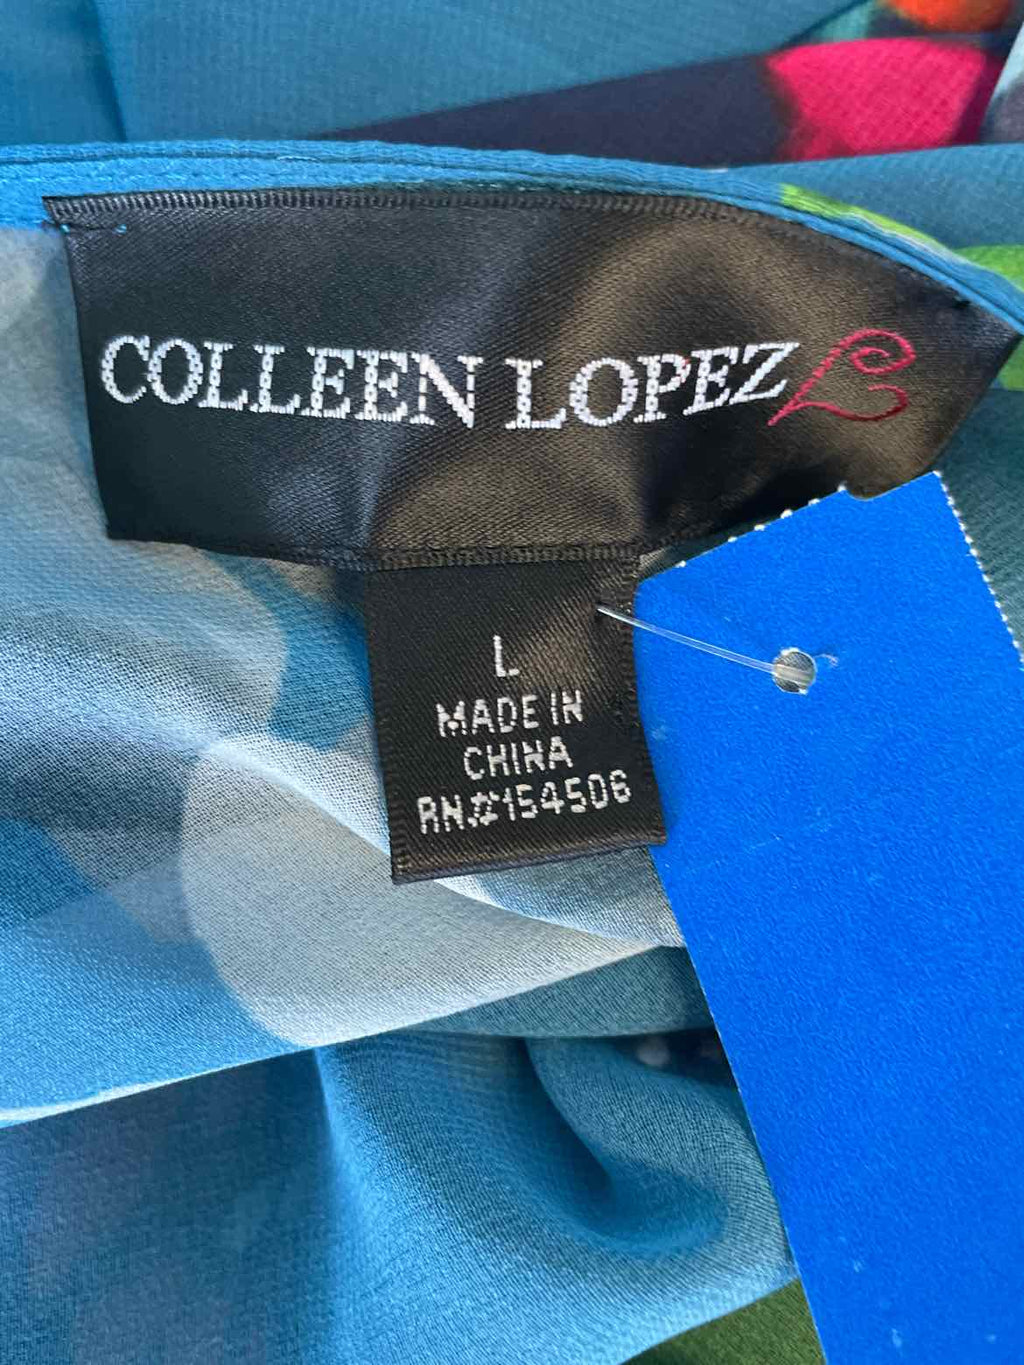 COLLEEN LOPEZ L
L
MADE IN
CHINA
RN#154506